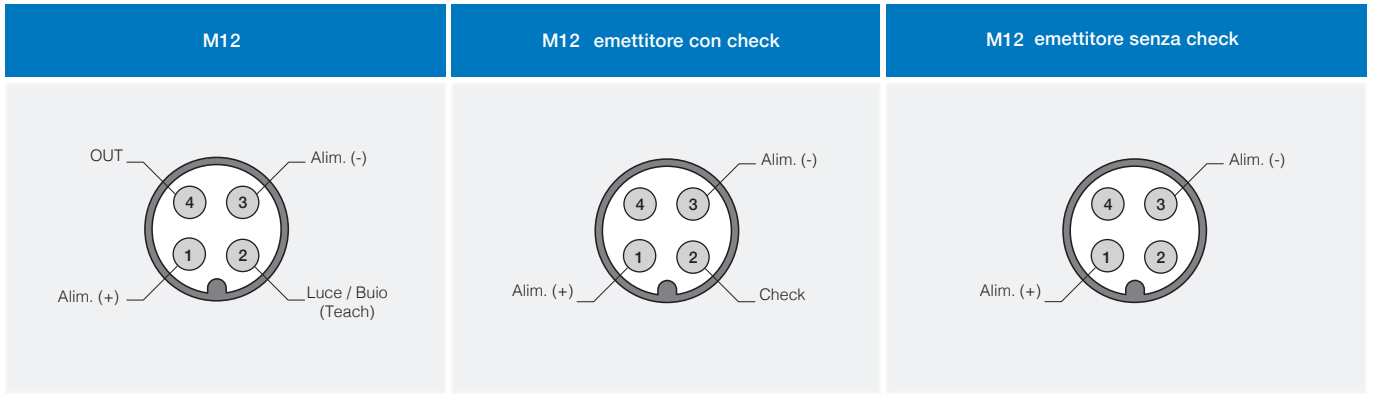 M12
M12 emettitore con check
M12 emettitore senza check
OUT
Alim. (-)
4
3
1
2
Alim. (+)
Luce / Buio
(Teach)
Alim. (-)
4
3
1
2
Alim. (+)
Check
Alim. (-)
4
3
1
2
Alim. (+)